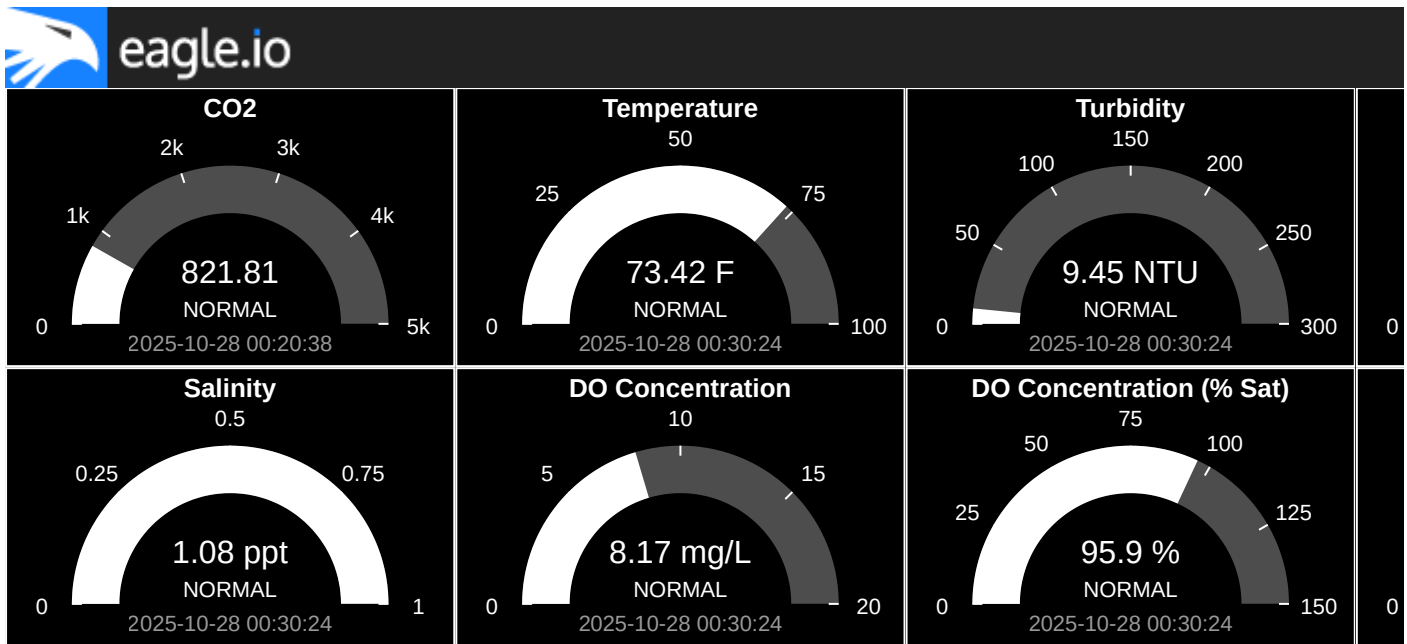 eagle.io
CO2
0
1k
2k
3k
4k
5k
821.81
NORMAL
2025-10-28 00:20:38
Temperature
0
25
50
75
100
73.42 F
NORMAL
2025-10-28 00:30:24
Turbidity
0
50
100
150
200
250
300
9.45 NTU
NORMAL
2025-10-28 00:30:24
0
Salinity
0
0.25
0.5
0.75
1
1.08 ppt
NORMAL
2025-10-28 00:30:24
DO Concentration
0
5
10
15
20
8.17 mg/L
NORMAL
2025-10-28 00:30:24
DO Concentration (% Sat)
0
25
50
75
100
125
150
95.9 %
NORMAL
2025-10-28 00:30:24
0